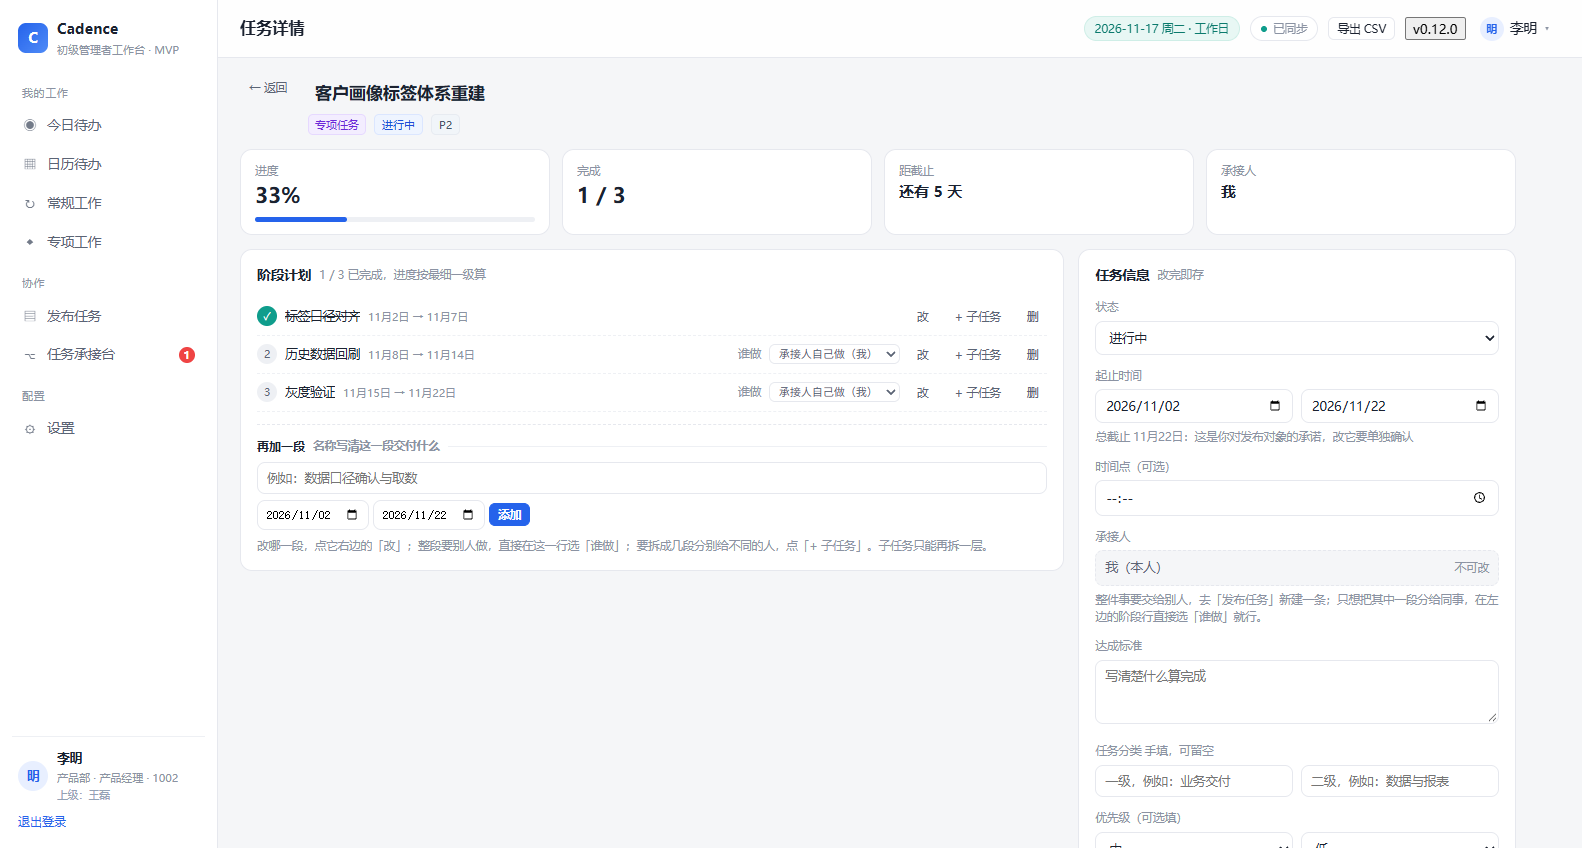 C
Cadence
初级管理者工作台 · MVP
我的工作
今日待办
日历待办
常规工作
专项工作
协作
发布任务
任务承接台
1
配置
设置
明
李明
产品部 · 产品经理 · 1002
上级：王磊
退出登录
任务详情
2026-11-17 周二 · 工作日
已同步
导出 CSV
v0.12.0
明
李明
← 返回
客户画像标签体系重建
专项任务
进行中
P2
进度
33%
完成
1 / 3
距截止
还有 5 天
承接人
我
阶段计划 1 / 3 已完成，进度按最细一级算
✓ 标签口径对齐 11月2日 → 11月7日 改 + 子任务 删
2 历史数据回刷 11月8日 → 11月14日 谁做 承接人自己做（我） 改 + 子任务 删
3 灰度验证 11月15日 → 11月22日 谁做 承接人自己做（我） 改 + 子任务 删
再加一段 名称写清这一段交付什么
例如：数据口径确认与取数
2026/11/02 2026/11/22 添加
改哪一段，点它右边的「改」；整段要别人做，直接在这一行选「谁做」；要拆成几段分别给不同的人，点「+ 子任务」。子任务只能再拆一层。
任务信息 改完即存
状态
进行中
起止时间
2026/11/02 2026/11/22
总截止 11月22日：这是你对发布对象的承诺，改它要单独确认
时间点（可选）
--:--
承接人
我（本人） 不可改
整件事要交给别人，去「发布任务」新建一条；只想把其中一段分给同事，在左
边的阶段行直接选「谁做」就行。
达成标准
写清楚什么算完成
任务分类 手填，可留空
一级，例如：业务交付 二级，例如：数据与报表
优先级（可选填）
中 低